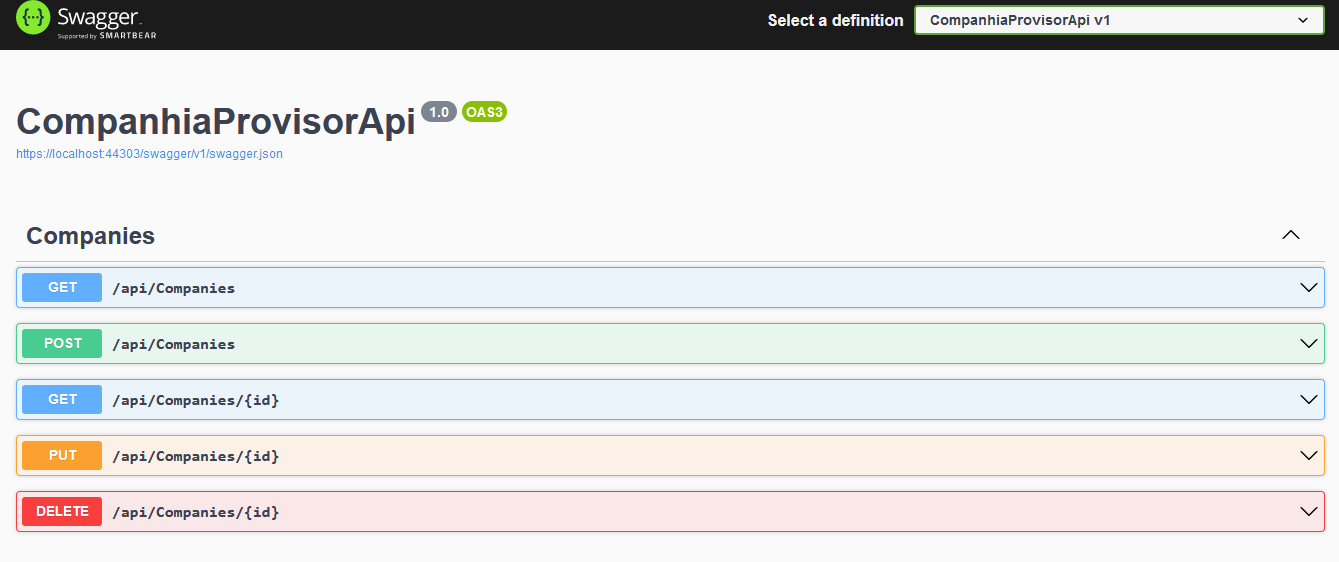 {...} Swagger.
Supported by SMARTBEAR
Select a definition
CompanhiaProvisorApi v1
CompanhiaProvisorApi 1.0 OAS3
https://localhost:44303/swagger/v1/swagger.json
Companies
GET /api/Companies
POST /api/Companies
GET /api/Companies/{id}
PUT /api/Companies/{id}
DELETE /api/Companies/{id}